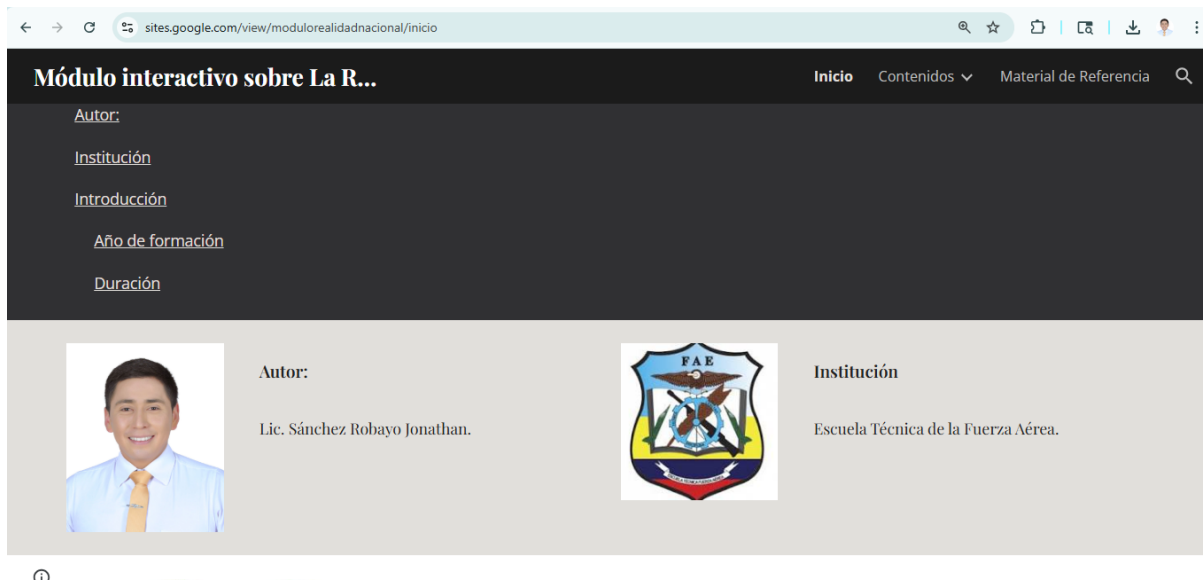 sites.google.com/view/modulorealidadnacional/inicio
Módulo interactivo sobre La R...
Inicio Contenidos Material de Referencia
Autor:
Institución
Introducción
Año de formación
Duración
Autor:
Lic. Sánchez Robayo Jonathan.
FAE
Institución
Escuela Técnica de la Fuerza Aérea.